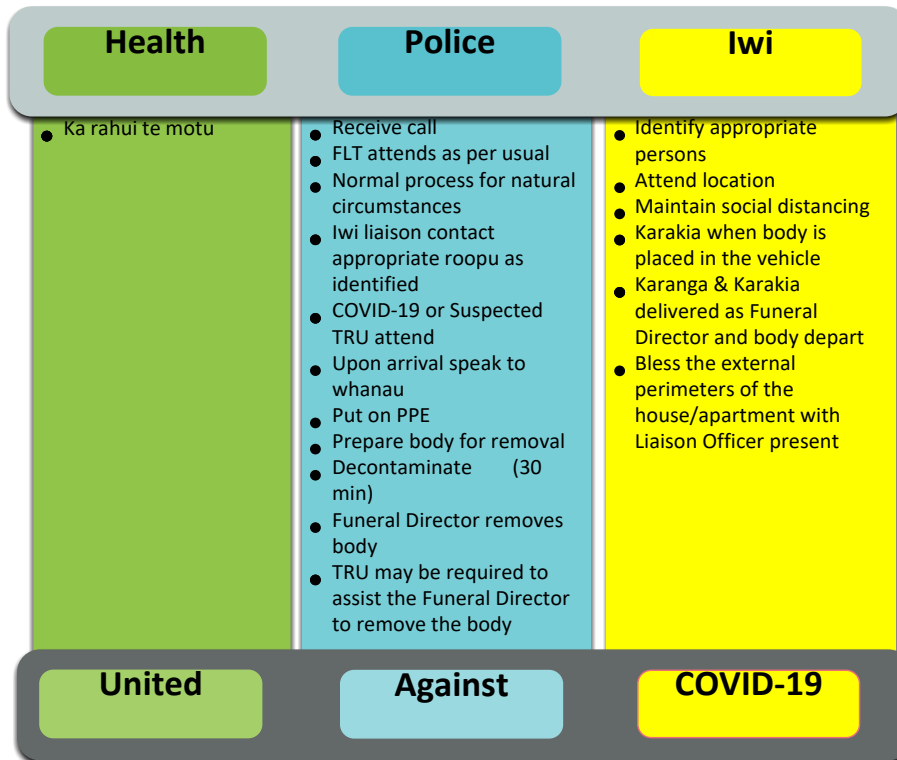 Health
Police
Iwi
• Ka rahui te motu
• Receive call
• FLT attends as per usual
• Normal process for natural
circumstances
• Iwi liaison contact
appropriate roopu as
identified
• COVID-19 or Suspected
TRU attend
• Upon arrival speak to
whanau
• Put on PPE
• Prepare body for removal
• Decontaminate (30
min)
• Funeral Director removes
body
• TRU may be required to
assist the Funeral Director
to remove the body
• Identify appropriate
persons
• Attend location
• Maintain social distancing
• Karakia when body is
placed in the vehicle
• Karanga & Karakia
delivered as Funeral
Director and body depart
• Bless the external
perimeters of the
house/apartment with
Liaison Officer present
United
Against
COVID-19